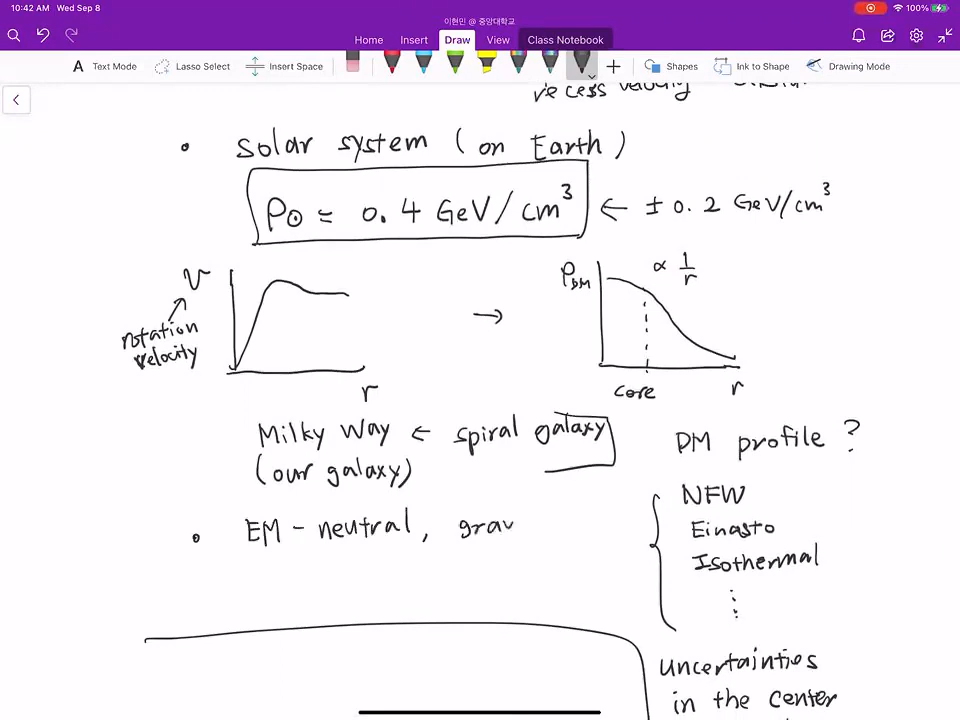 10:42 AM Wed Sep 8
100%
이현민 @ 중앙대학교
Home Insert Draw View Class Notebook
Text Mode Lasso Select Insert Space Shapes Ink to Shape Drawing Mode
velocity
• Solar system (on Earth)
ρ⊙ ≃ 0.4 GeV/cm³ ← ± 0.2 GeV/cm³
v
rotation
velocity
r
→
ρDM
∝ 1/r
core
r
Milky Way ← spiral galaxy
(our galaxy)
DM profile ?
NFW
Einasto
Isothermal
⋮
• EM - neutral, grav
uncertainties
in the center